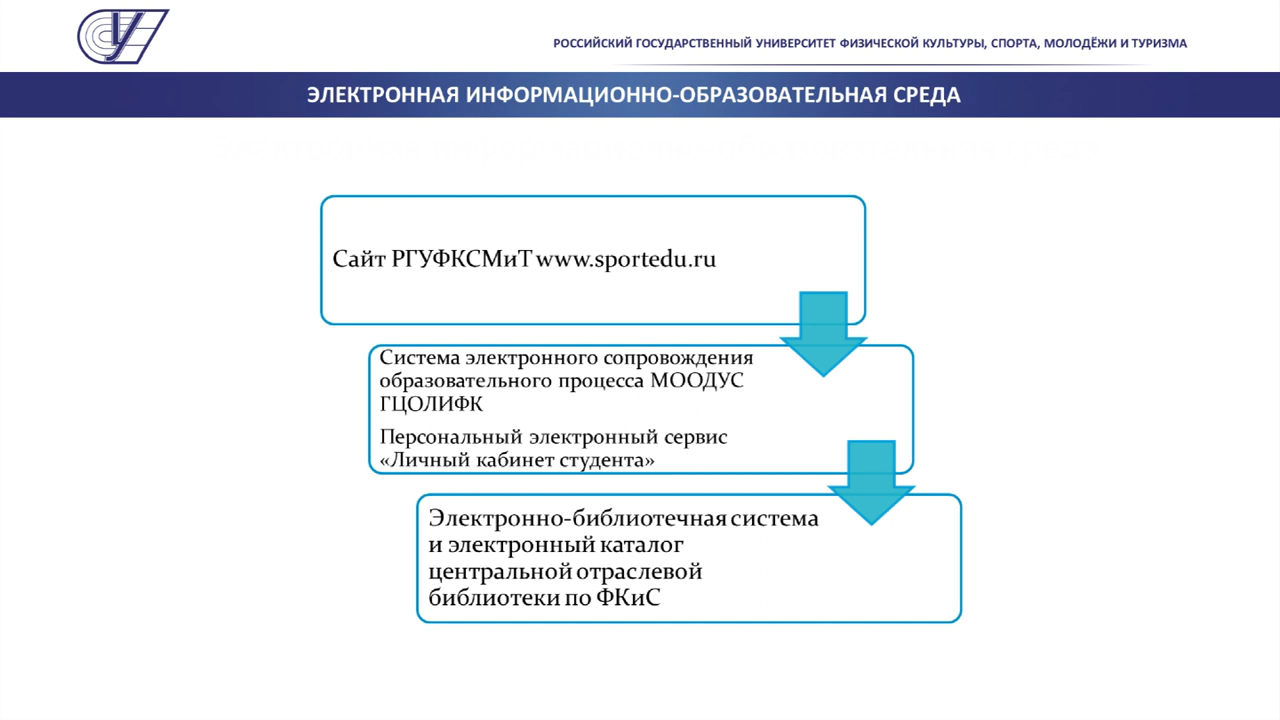 РОССИЙСКИЙ ГОСУДАРСТВЕННЫЙ УНИВЕРСИТЕТ ФИЗИЧЕСКОЙ КУЛЬТУРЫ, СПОРТА, МОЛОДЁЖИ И ТУРИЗМА
ЭЛЕКТРОННАЯ ИНФОРМАЦИОННО-ОБРАЗОВАТЕЛЬНАЯ СРЕДА
Сайт РГУФКСМиТ www.sportedu.ru
Система электронного сопровождения
образовательного процесса МООДУС
ГЦОЛИФК
Персональный электронный сервис
«Личный кабинет студента»
Электронно-библиотечная система
и электронный каталог
центральной отраслевой
библиотеки по ФКиС